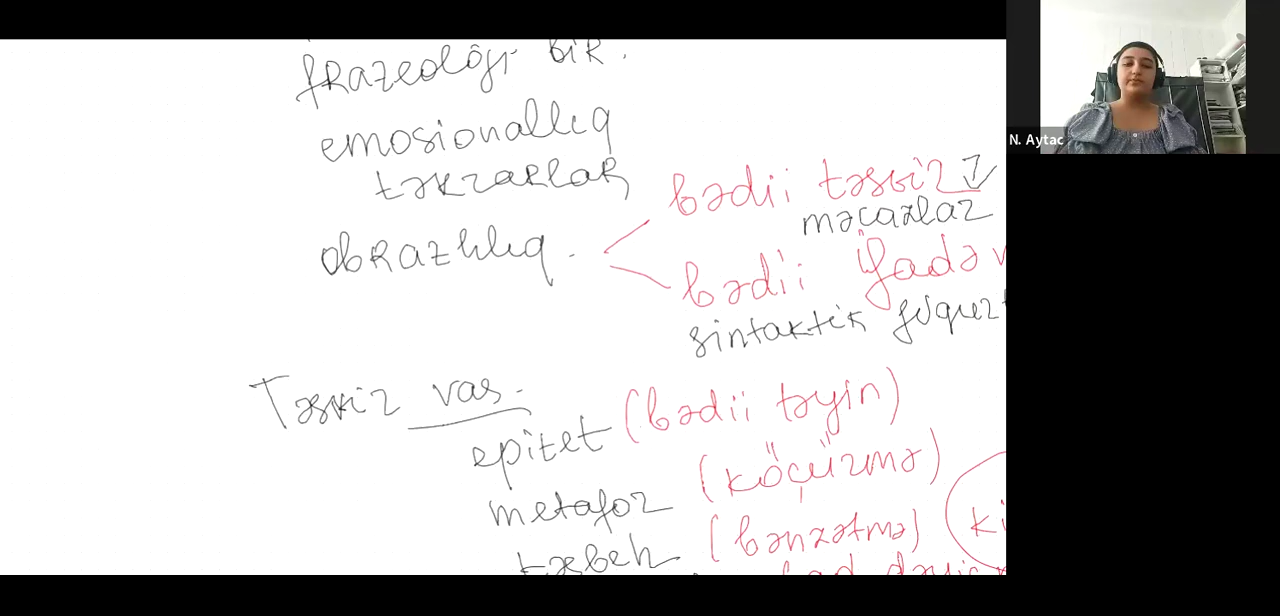 frazeoloji bir.
emosionallıq
təkrarlar
obrazlılıq.
bədii təsvir
məcazlar
bədii ifadə v
sintaktik
Təsvir vas.
epitet (bədii təyin)
metafor (köçürmə)
təşbeh (bənzətmə)
N. Aytac